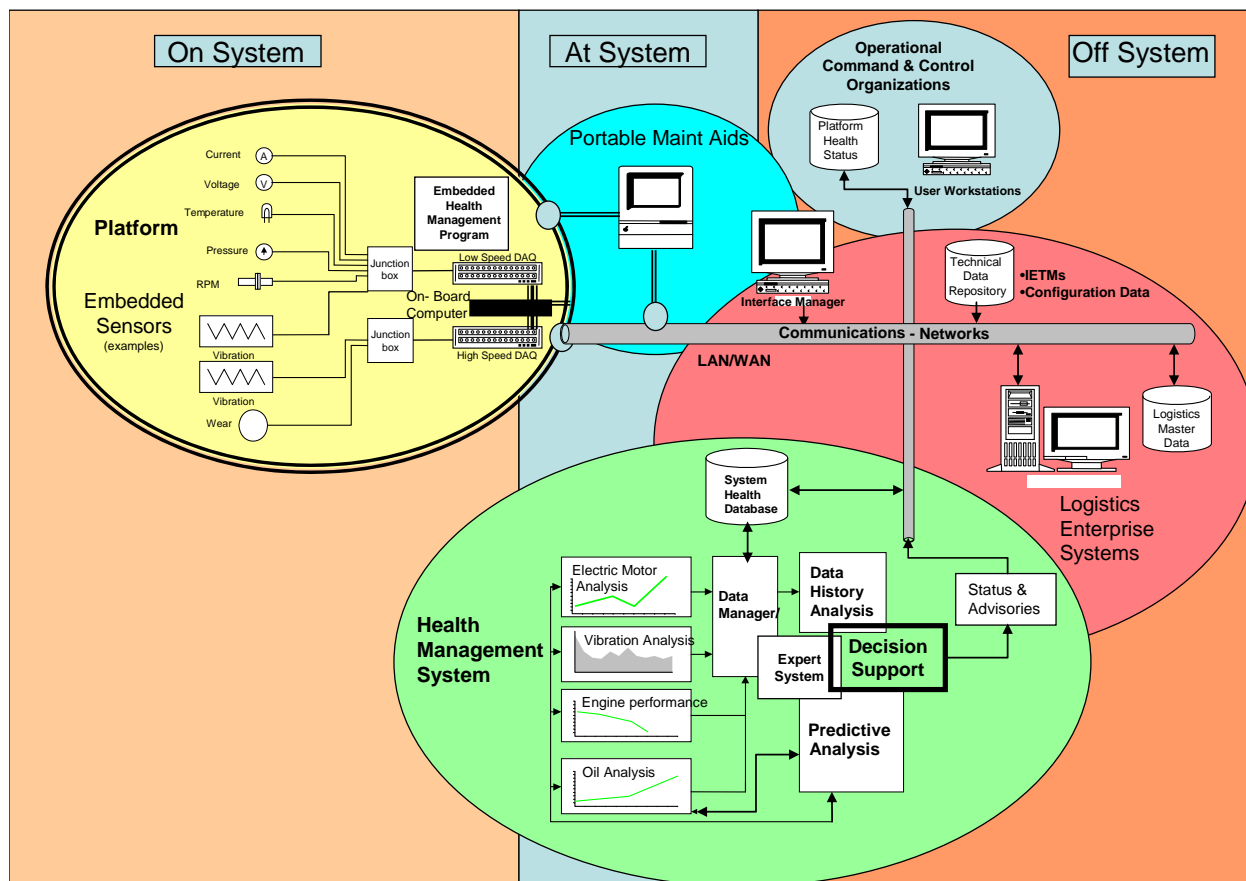 On System
At System
Off System
Operational
Command & Control
Organizations
Platform
Health
Status
User Workstations
Portable Maint Aids
Current
A
Voltage
V
Temperature
Pressure
RPM
Vibration
Vibration
Wear
Platform
Embedded
Sensors
(examples)
Junction
box
Junction
box
Embedded
Health
Management
Program
Low Speed DAQ
On- Board
Computer
High Speed DAQ
Interface Manager
Technical
Data
Repository
•IETMs
•Configuration Data
Communications - Networks
LAN/WAN
Logistics
Master
Data
Logistics
Enterprise
Systems
System
Health
Database
Health
Management
System
Electric Motor
Analysis
Vibration Analysis
Engine performance
Oil Analysis
Data
Manager/
Data
History
Analysis
Expert
System
Decision
Support
Predictive
Analysis
Status &
Advisories